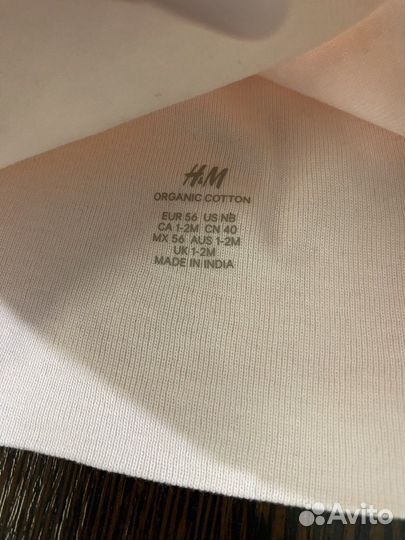 H&M
ORGANIC COTTON
EUR 56 US NB
CA 1-2M CN 40
MX 56 AUS 1-2M
UK 1-2M
MADE IN INDIA
Avito